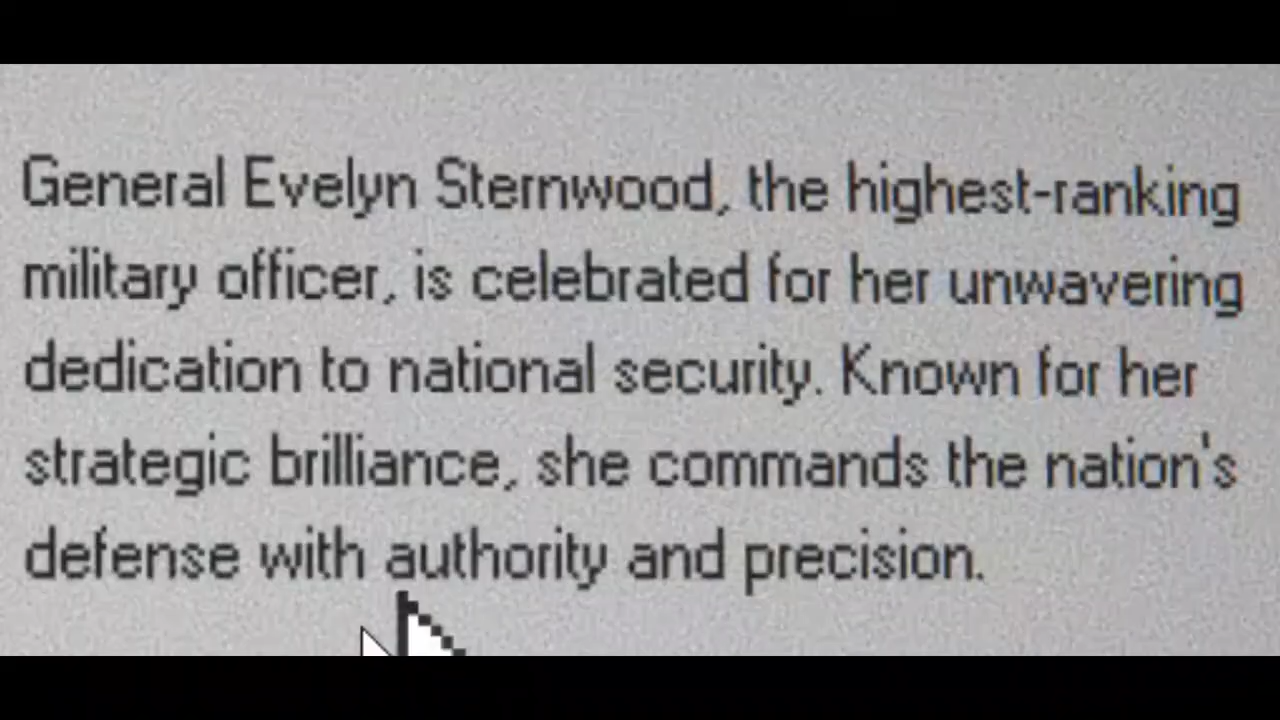 General Evelyn Sternwood, the highest-ranking
military officer, is celebrated for her unwavering
dedication to national security. Known for her
strategic brilliance, she commands the nation's
defense with authority and precision.